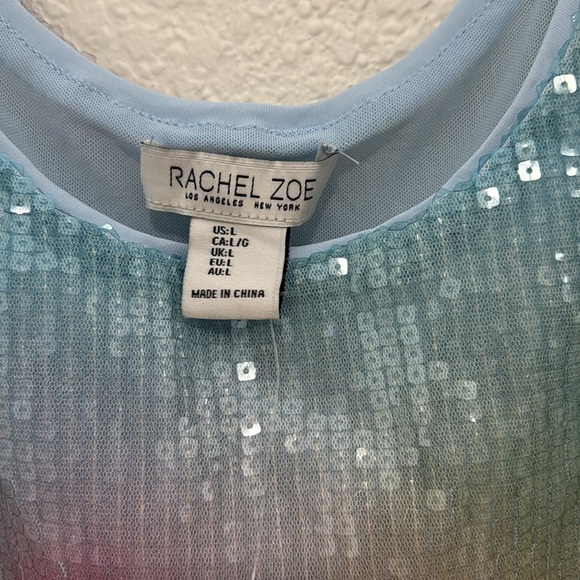 RACHEL ZOE
LOS ANGELES NEW YORK
US:L
CA:L/G
UK:L
EU:L
AU:L
MADE IN CHINA